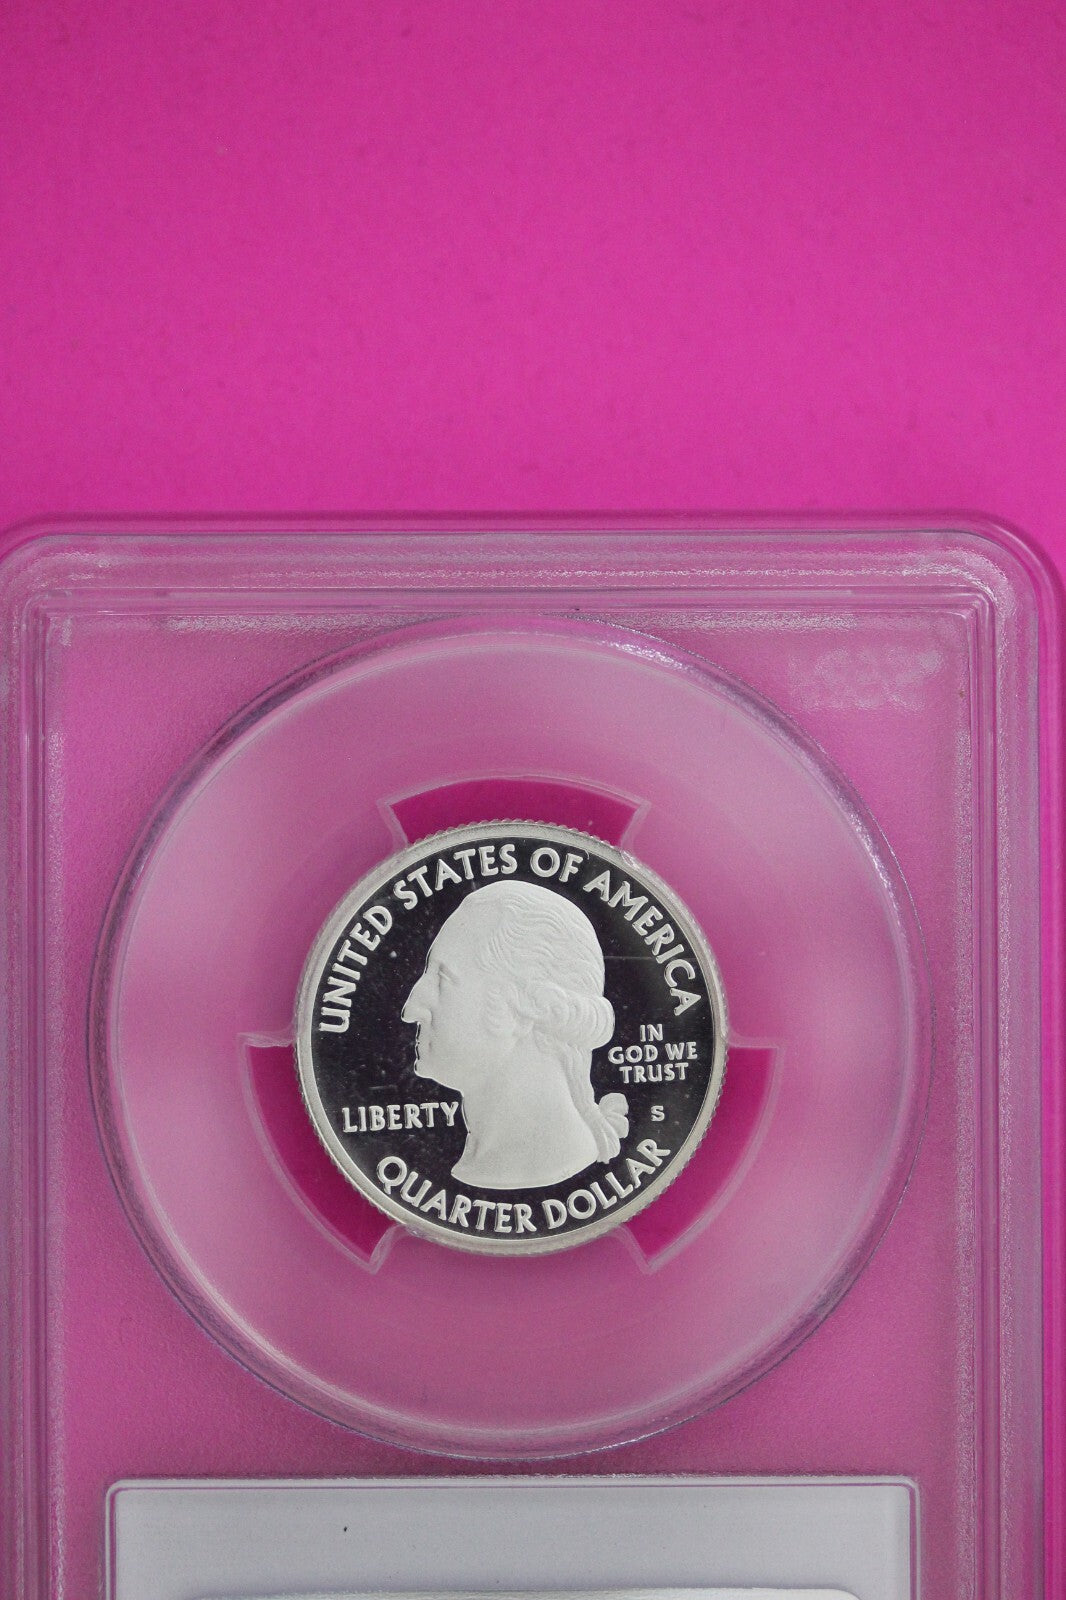 UNITED STATES OF AMERICA
IN
GOD WE
TRUST
LIBERTY
S
QUARTER DOLLAR